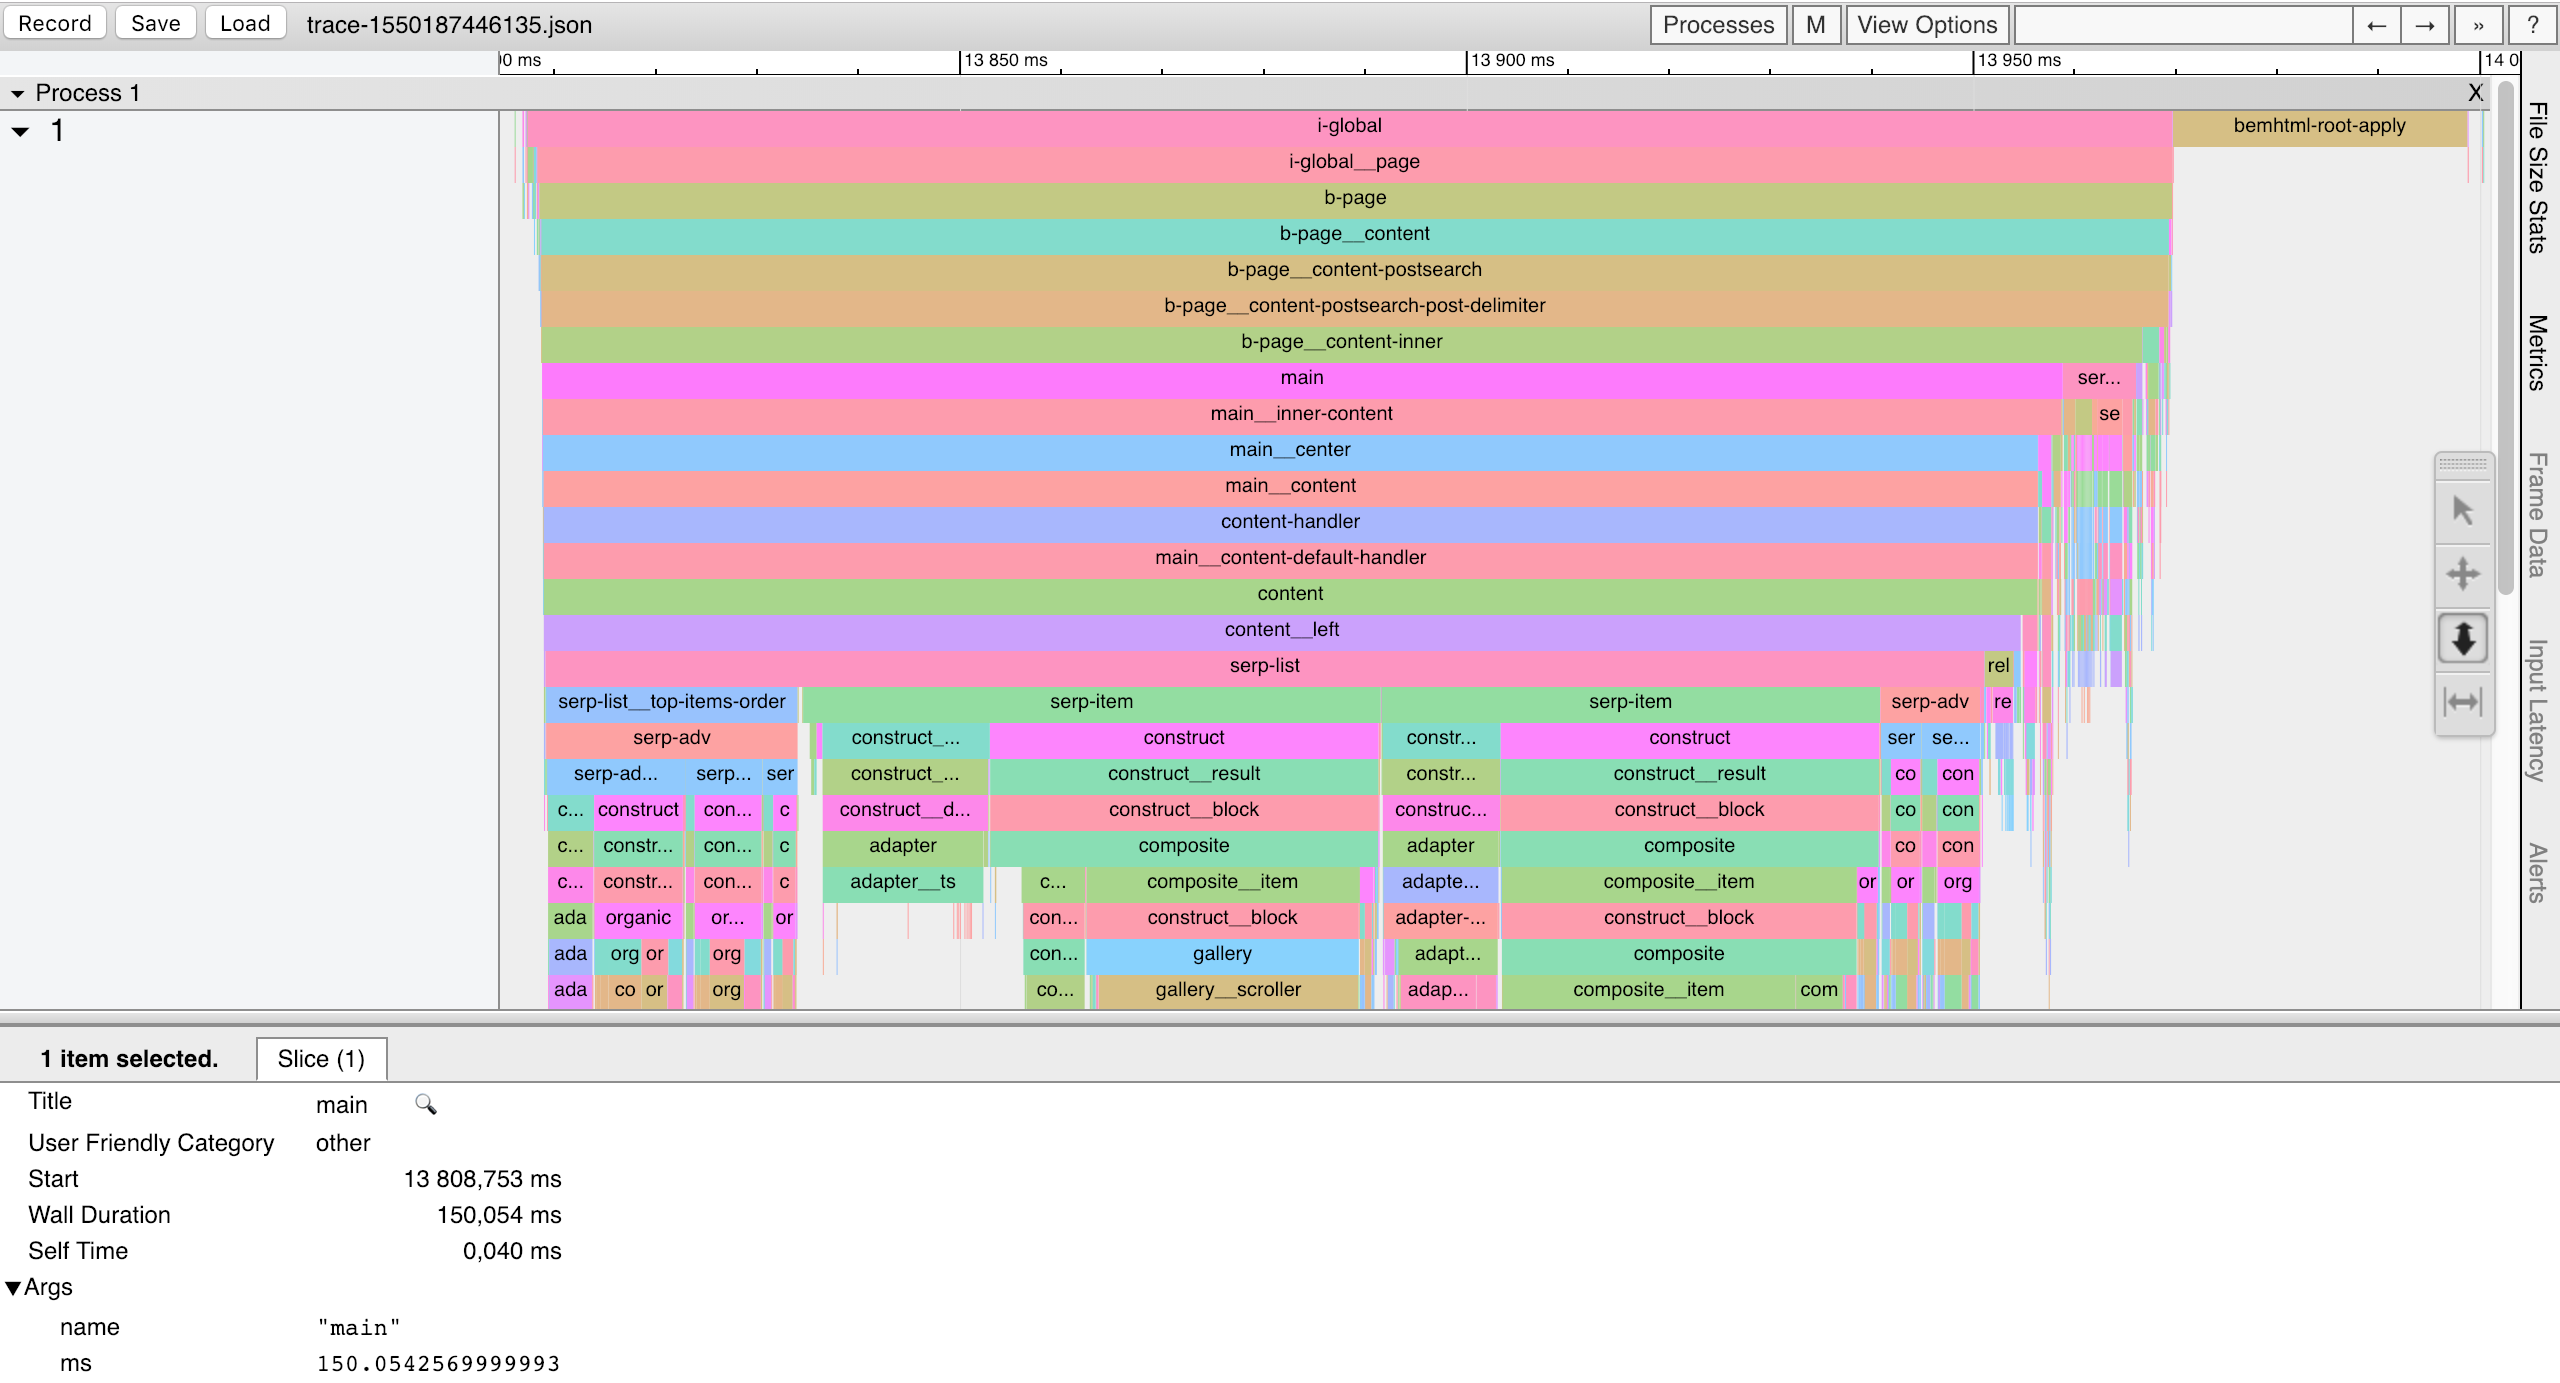 Record Save Load trace-1550187446135.json Processes M View Options ← → » ?
0 ms 13 850 ms 13 900 ms 13 950 ms 14 0
Process 1 X
1
i-global bemhtml-root-apply
i-global__page
b-page
b-page__content
b-page__content-postsearch
b-page__content-postsearch-post-delimiter
b-page__content-inner
main ser...
main__inner-content se
main__center
main__content
content-handler
main__content-default-handler
content
content__left
serp-list rel
serp-list__top-items-order serp-item serp-item serp-adv re
serp-adv construct_... construct constr... construct ser se...
serp-ad... serp... ser construct_... construct__result constr... construct__result co con
c... construct con... c construct__d... construct__block construc... construct__block co con
c... constr... con... c adapter composite adapter composite co con
c... constr... con... c adapter__ts c... composite__item adapte... composite__item or or org
ada organic or... or con... construct__block adapter-... construct__block
ada org or org con... gallery adapt... composite
ada co or org co... gallery__scroller adap... composite__item com
File Size Stats
Metrics
Frame Data
Input Latency
Alerts
1 item selected. Slice (1)
Title main
User Friendly Category other
Start 13 808,753 ms
Wall Duration 150,054 ms
Self Time 0,040 ms
Args
name "main"
ms 150.0542569999993